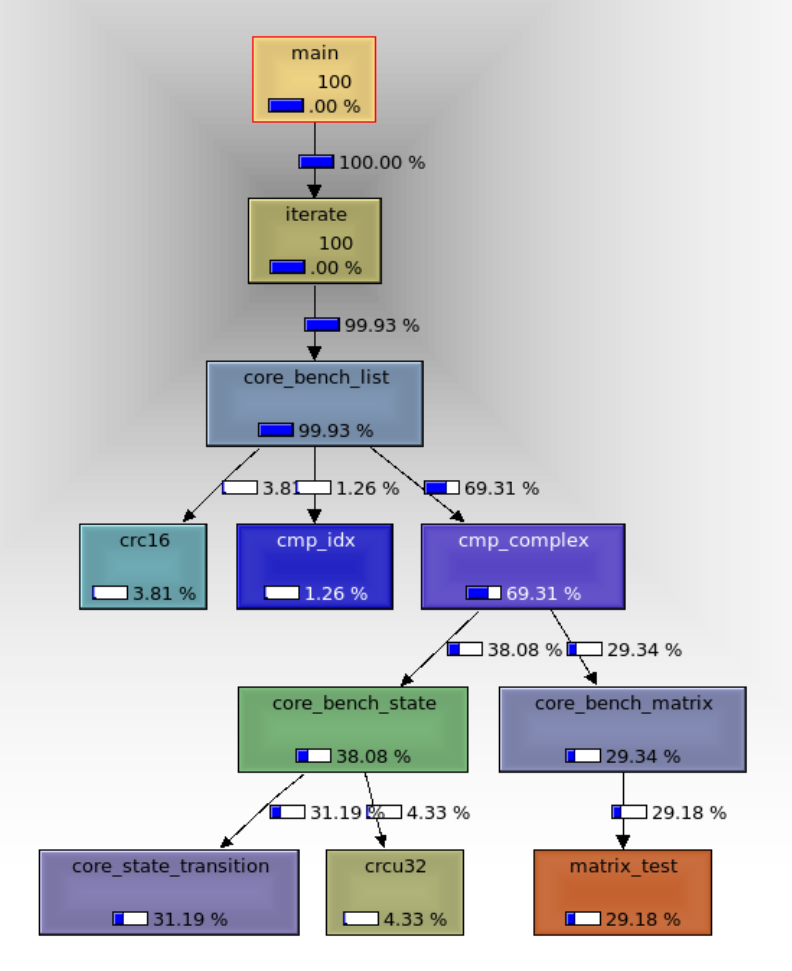 main
100
.00 %
100.00 %
iterate
100
.00 %
99.93 %
core_bench_list
99.93 %
3.81
1.26 %
69.31 %
crc16
3.81 %
cmp_idx
1.26 %
cmp_complex
69.31 %
38.08 %
29.34 %
core_bench_state
38.08 %
core_bench_matrix
29.34 %
31.19 %
4.33 %
29.18 %
core_state_transition
31.19 %
crcu32
4.33 %
matrix_test
29.18 %